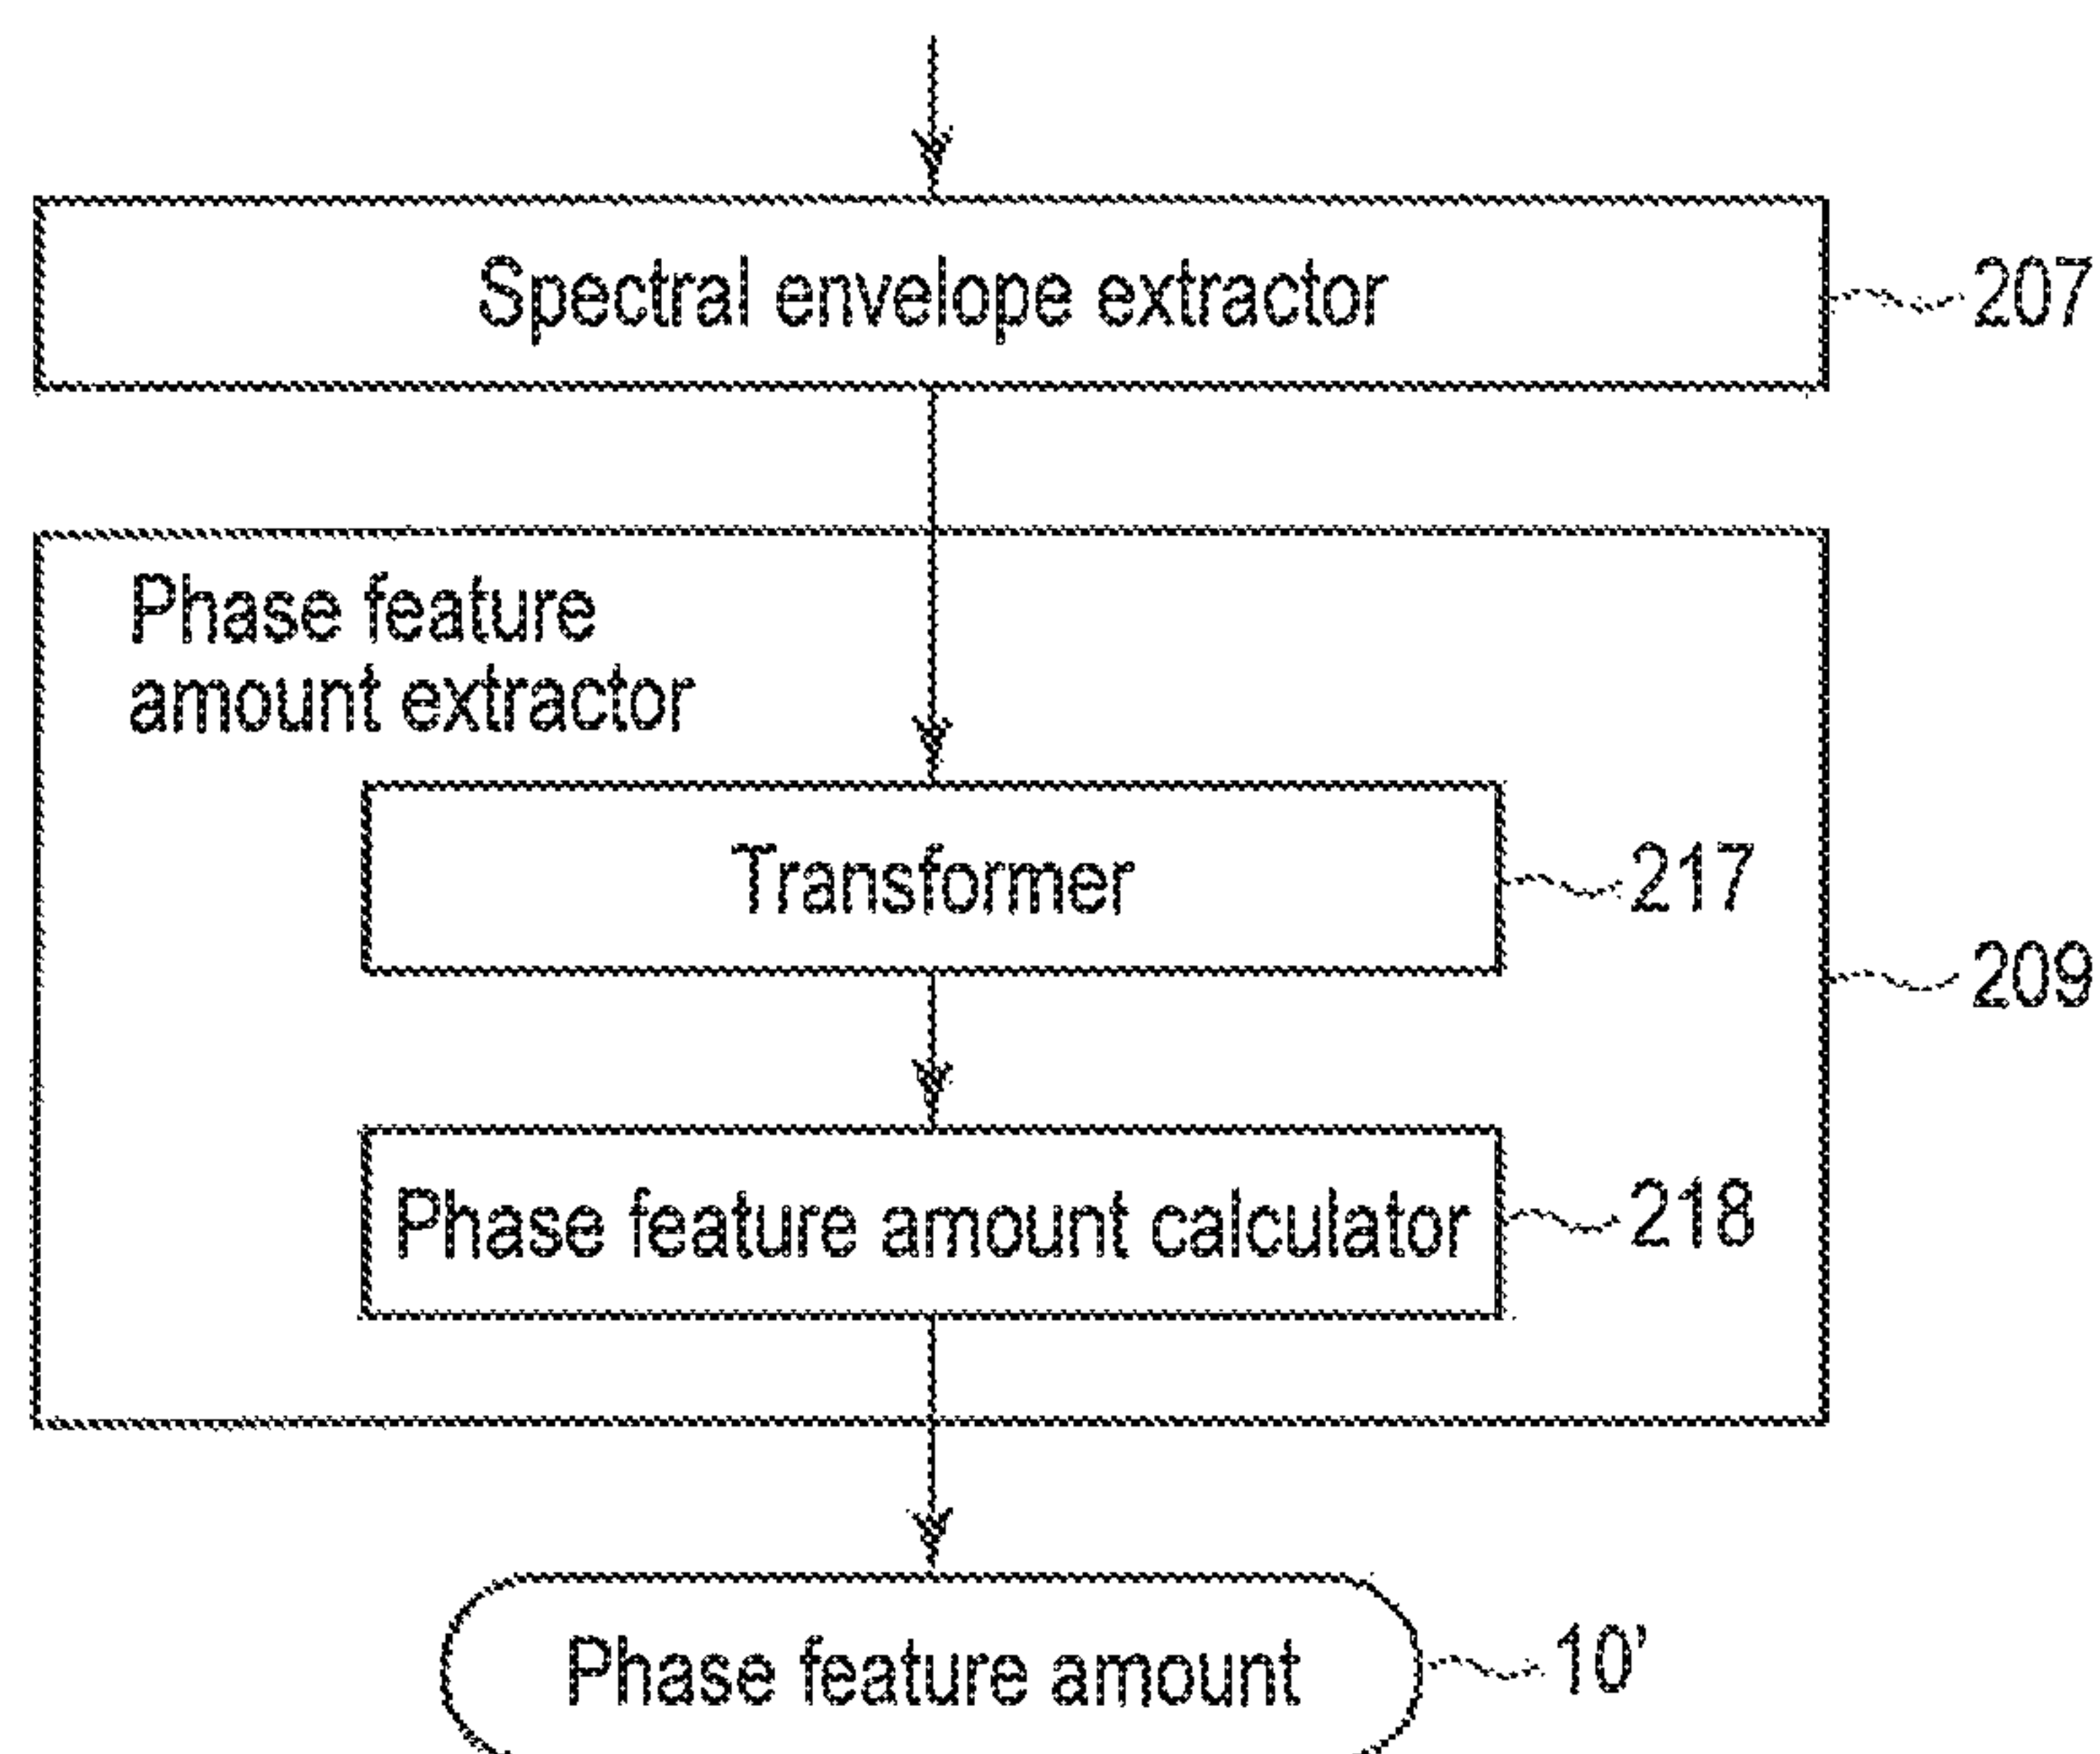 Spectral envelope extractor
207
Phase feature
amount extractor
Transformer
217
209
Phase feature amount calculator
218
Phase feature amount
10'